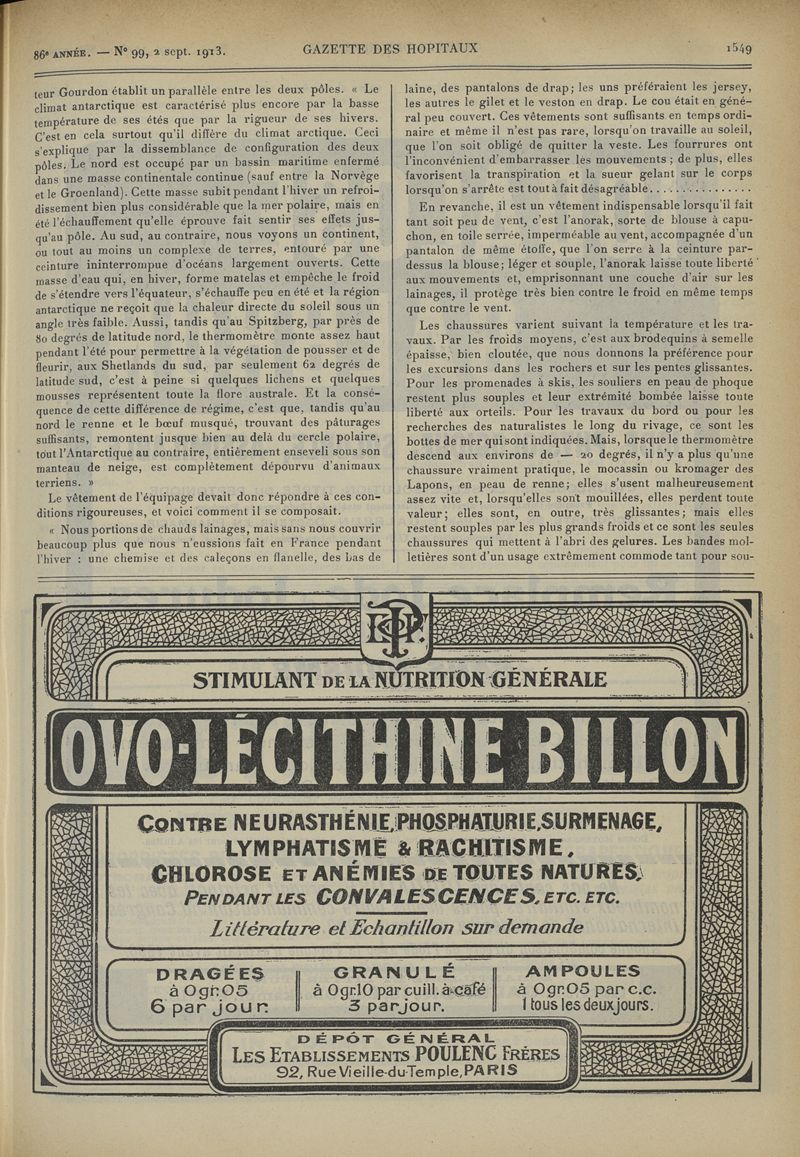 86e ANNÉE. — N° 99, 2 sept. 1913.
GAZETTE DES HOPITAUX
1549
teur Gourdon établit un parallèle entre les deux pôles. « Le
climat antarctique est caractérisé plus encore par la basse
température de ses étés que par la rigueur de ses hivers.
C'est en cela surtout qu'il diffère du climat arctique. Ceci
s'explique par la dissemblance de configuration des deux
pôles. Le nord est occupé par un bassin maritime enfermé
dans une masse continentale continue (sauf entre la Norvège
et le Groenland). Cette masse subit pendant l'hiver un refroi-
dissement bien plus considérable que la mer polaire, mais en
été l'échauffement qu'elle éprouve fait sentir ses effets jus-
qu'au pôle. Au sud, au contraire, nous voyons un continent,
ou tout au moins un complexe de terres, entouré par une
ceinture ininterrompue d'océans largement ouverts. Cette
masse d'eau qui, en hiver, forme matelas et empêche le froid
de s'étendre vers l'équateur, s'échauffe peu en été et la région
antarctique ne reçoit que la chaleur directe du soleil sous un
angle très faible. Aussi, tandis qu'au Spitzberg, par près de
80 degrés de latitude nord, le thermomètre monte assez haut
pendant l'été pour permettre à la végétation de pousser et de
fleurir, aux Shetlands du sud, par seulement 62 degrés de
latitude sud, c'est à peine si quelques lichens et quelques
mousses représentent toute la flore australe. Et la consé-
quence de cette différence de régime, c'est que, tandis qu'au
nord le renne et le bœuf musqué, trouvant des pâturages
suffisants, remontent jusque bien au delà du cercle polaire,
tout l'Antarctique au contraire, entièrement enseveli sous son
manteau de neige, est complètement dépourvu d'animaux
terriens. »
Le vêtement de l'équipage devait donc répondre à ces con-
ditions rigoureuses, et voici comment il se composait.
« Nous portions de chauds lainages, mais sans nous couvrir
beaucoup plus que nous n'eussions fait en France pendant
l'hiver : une chemise et des caleçons en flanelle, des bas de
laine, des pantalons de drap; les uns préféraient les jersey,
les autres le gilet et le veston en drap. Le cou était en géné-
ral peu couvert. Ces vêtements sont suffisants en temps ordi-
naire et même il n'est pas rare, lorsqu'on travaille au soleil,
que l'on soit obligé de quitter la veste. Les fourrures ont
l'inconvénient d'embarrasser les mouvements; de plus, elles
favorisent la transpiration et la sueur gelant sur le corps
lorsqu'on s'arrête est tout à fait désagréable................
En revanche, il est un vêtement indispensable lorsqu'il fait
tant soit peu de vent, c'est l'anorak, sorte de blouse à capu-
chon, en toile serrée, imperméable au vent, accompagnée d'un
pantalon de même étoffe, que l'on serre à la ceinture par-
dessus la blouse; léger et souple, l'anorak laisse toute liberté
aux mouvements et, emprisonnant une couche d'air sur les
lainages, il protège très bien contre le froid en même temps
que contre le vent.
Les chaussures varient suivant la température et les tra-
vaux. Par les froids moyens, c'est aux brodequins à semelle
épaisse, bien cloutée, que nous donnons la préférence pour
les excursions dans les rochers et sur les pentes glissantes.
Pour les promenades à skis, les souliers en peau de phoque
restent plus souples et leur extrémité bombée laisse toute
liberté aux orteils. Pour les travaux du bord ou pour les
recherches des naturalistes le long du rivage, ce sont les
bottes de mer qui sont indiquées. Mais, lorsque le thermomètre
descend aux environs de — 20 degrés, il n'y a plus qu'une
chaussure vraiment pratique, le mocassin ou kromager des
Lapons, en peau de renne; elles s'usent malheureusement
assez vite et, lorsqu'elles sont mouillées, elles perdent toute
valeur; elles sont, en outre, très glissantes; mais elles
restent souples par les plus grands froids et ce sont les seules
chaussures qui mettent à l'abri des gelures. Les bandes mol-
letières sont d'un usage extrêmement commode tant pour sou-
STIMULANT DE LA NUTRITION GÉNÉRALE
OVO-LÉCITHINE BILLON
CONTRE NEURASTHÉNIE, PHOSPHATURIE, SURMENAGE,
LYMPHATISME & RACHITISME,
CHLOROSE ET ANÉMIES DE TOUTES NATURES,
PENDANT LES CONVALESCENCES, ETC. ETC.
Littérature et Echantillon sur demande
DRAGÉES
à 0gr.05
6 par jour
GRANULÉ
à 0gr.10 par cuill. à café
3 par jour.
AMPOULES
à 0gr.05 par c.c.
1 tous les deux jours.
DÉPÔT GÉNÉRAL
LES ETABLISSEMENTS POULENC FRÈRES
92, Rue Vieille-du-Temple, PARIS